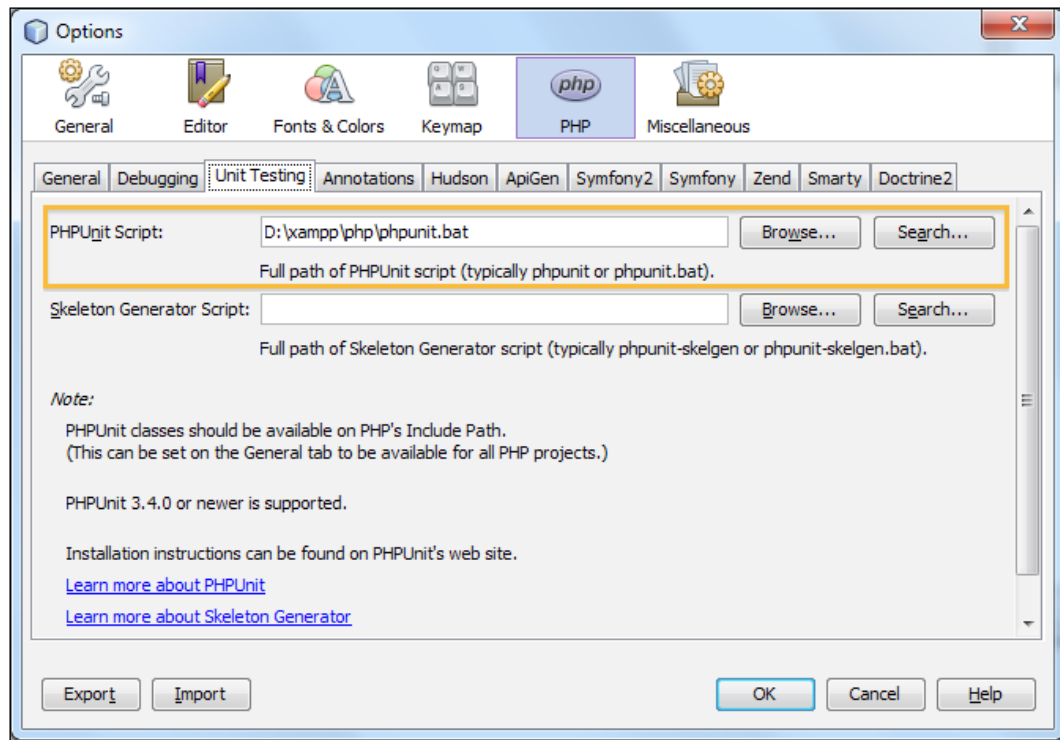 Options
General Editor Fonts & Colors Keymap php PHP Miscellaneous
General Debugging Unit Testing Annotations Hudson ApiGen Symfony2 Symfony Zend Smarty Doctrine2
PHPUnit Script: D:\xampp\php\phpunit.bat Browse... Search...
Full path of PHPUnit script (typically phpunit or phpunit.bat).
Skeleton Generator Script: Browse... Search...
Full path of Skeleton Generator script (typically phpunit-skelgen or phpunit-skelgen.bat).
Note:
PHPUnit classes should be available on PHP's Include Path.
(This can be set on the General tab to be available for all PHP projects.)
PHPUnit 3.4.0 or newer is supported.
Installation instructions can be found on PHPUnit's web site.
Learn more about PHPUnit
Learn more about Skeleton Generator
Export Import OK Cancel Help